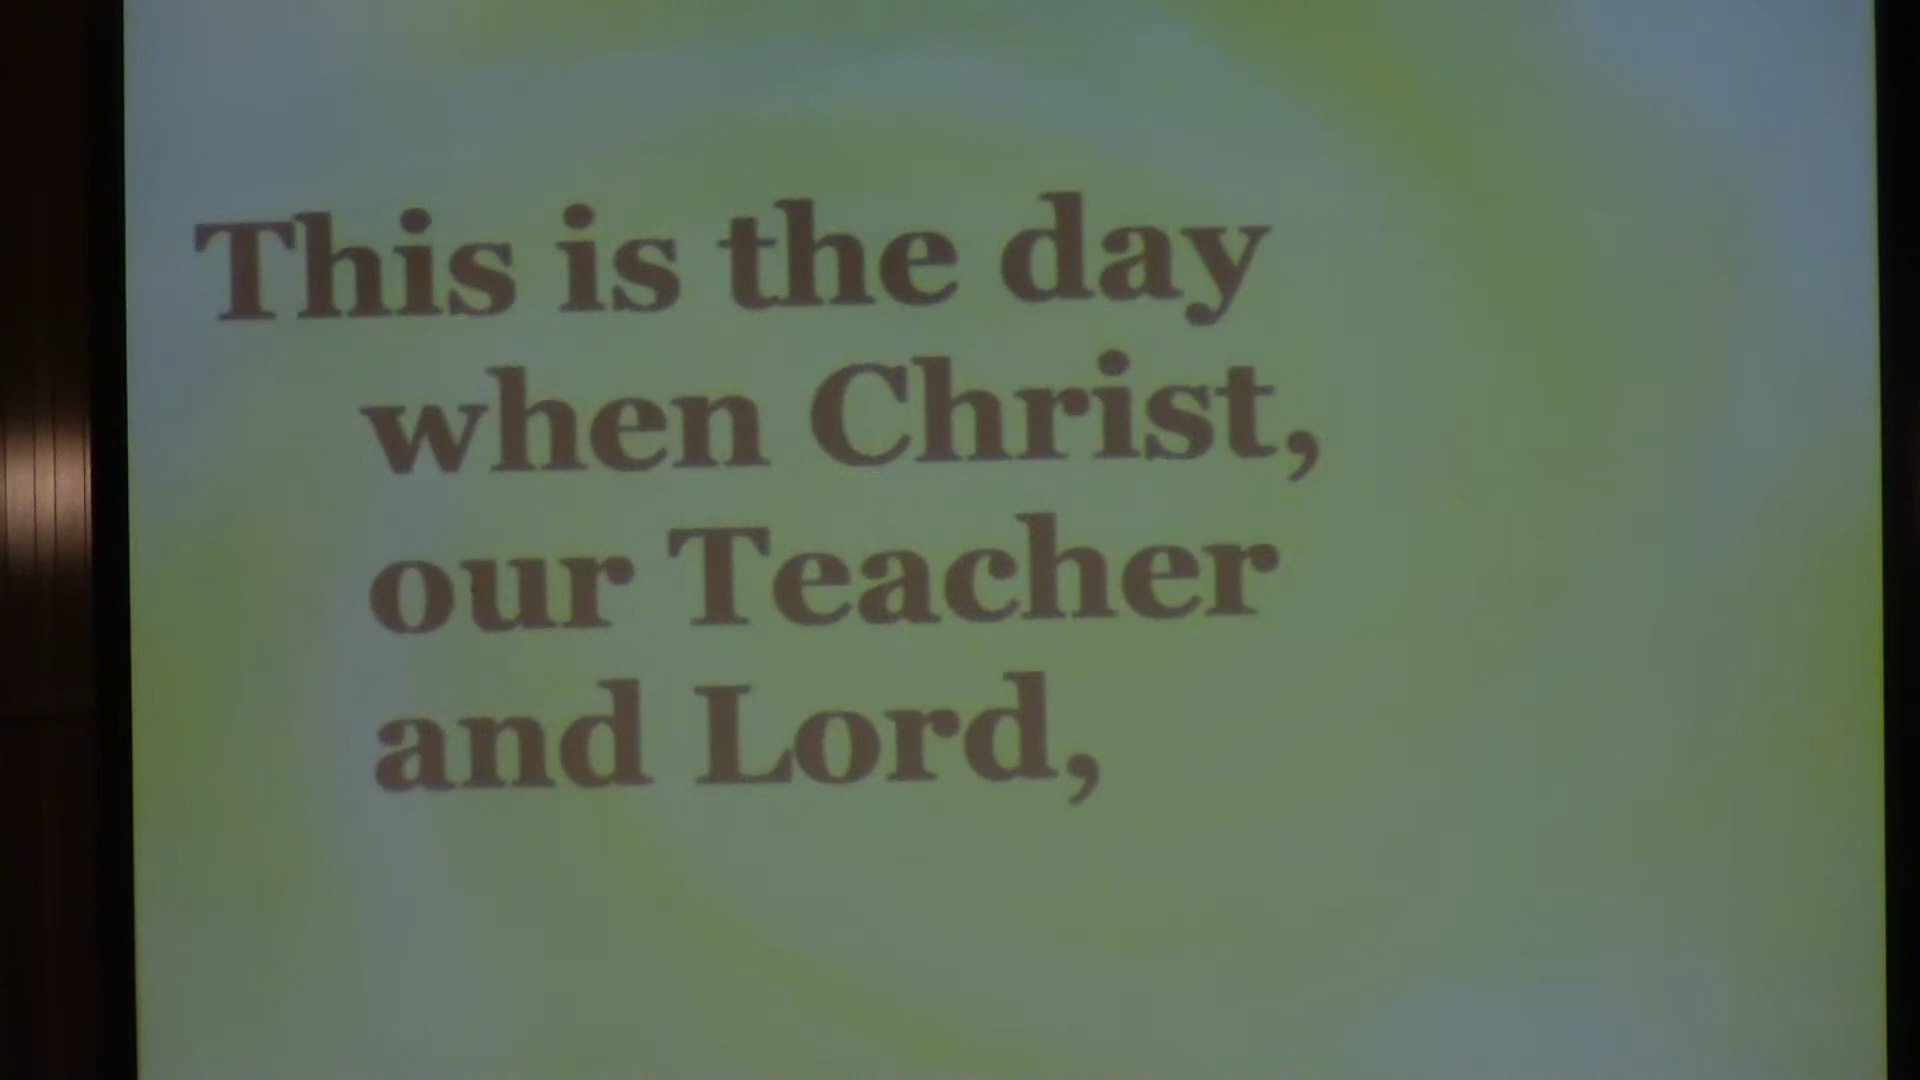 This is the day
when Christ,
our Teacher
and Lord,